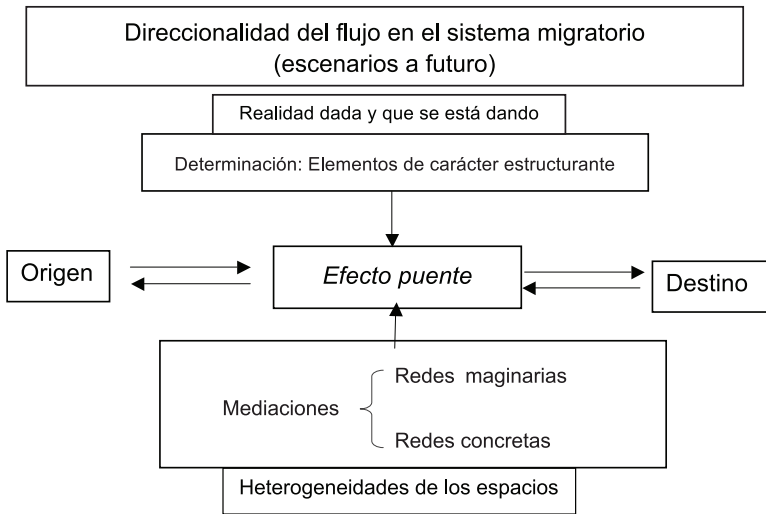 Direccionalidad del flujo en el sistema migratorio
(escenarios a futuro)
Realidad dada y que se está dando
Determinación: Elementos de carácter estructurante
Origen
Efecto puente
Destino
Mediaciones
Redes maginarias
Redes concretas
Heterogeneidades de los espacios